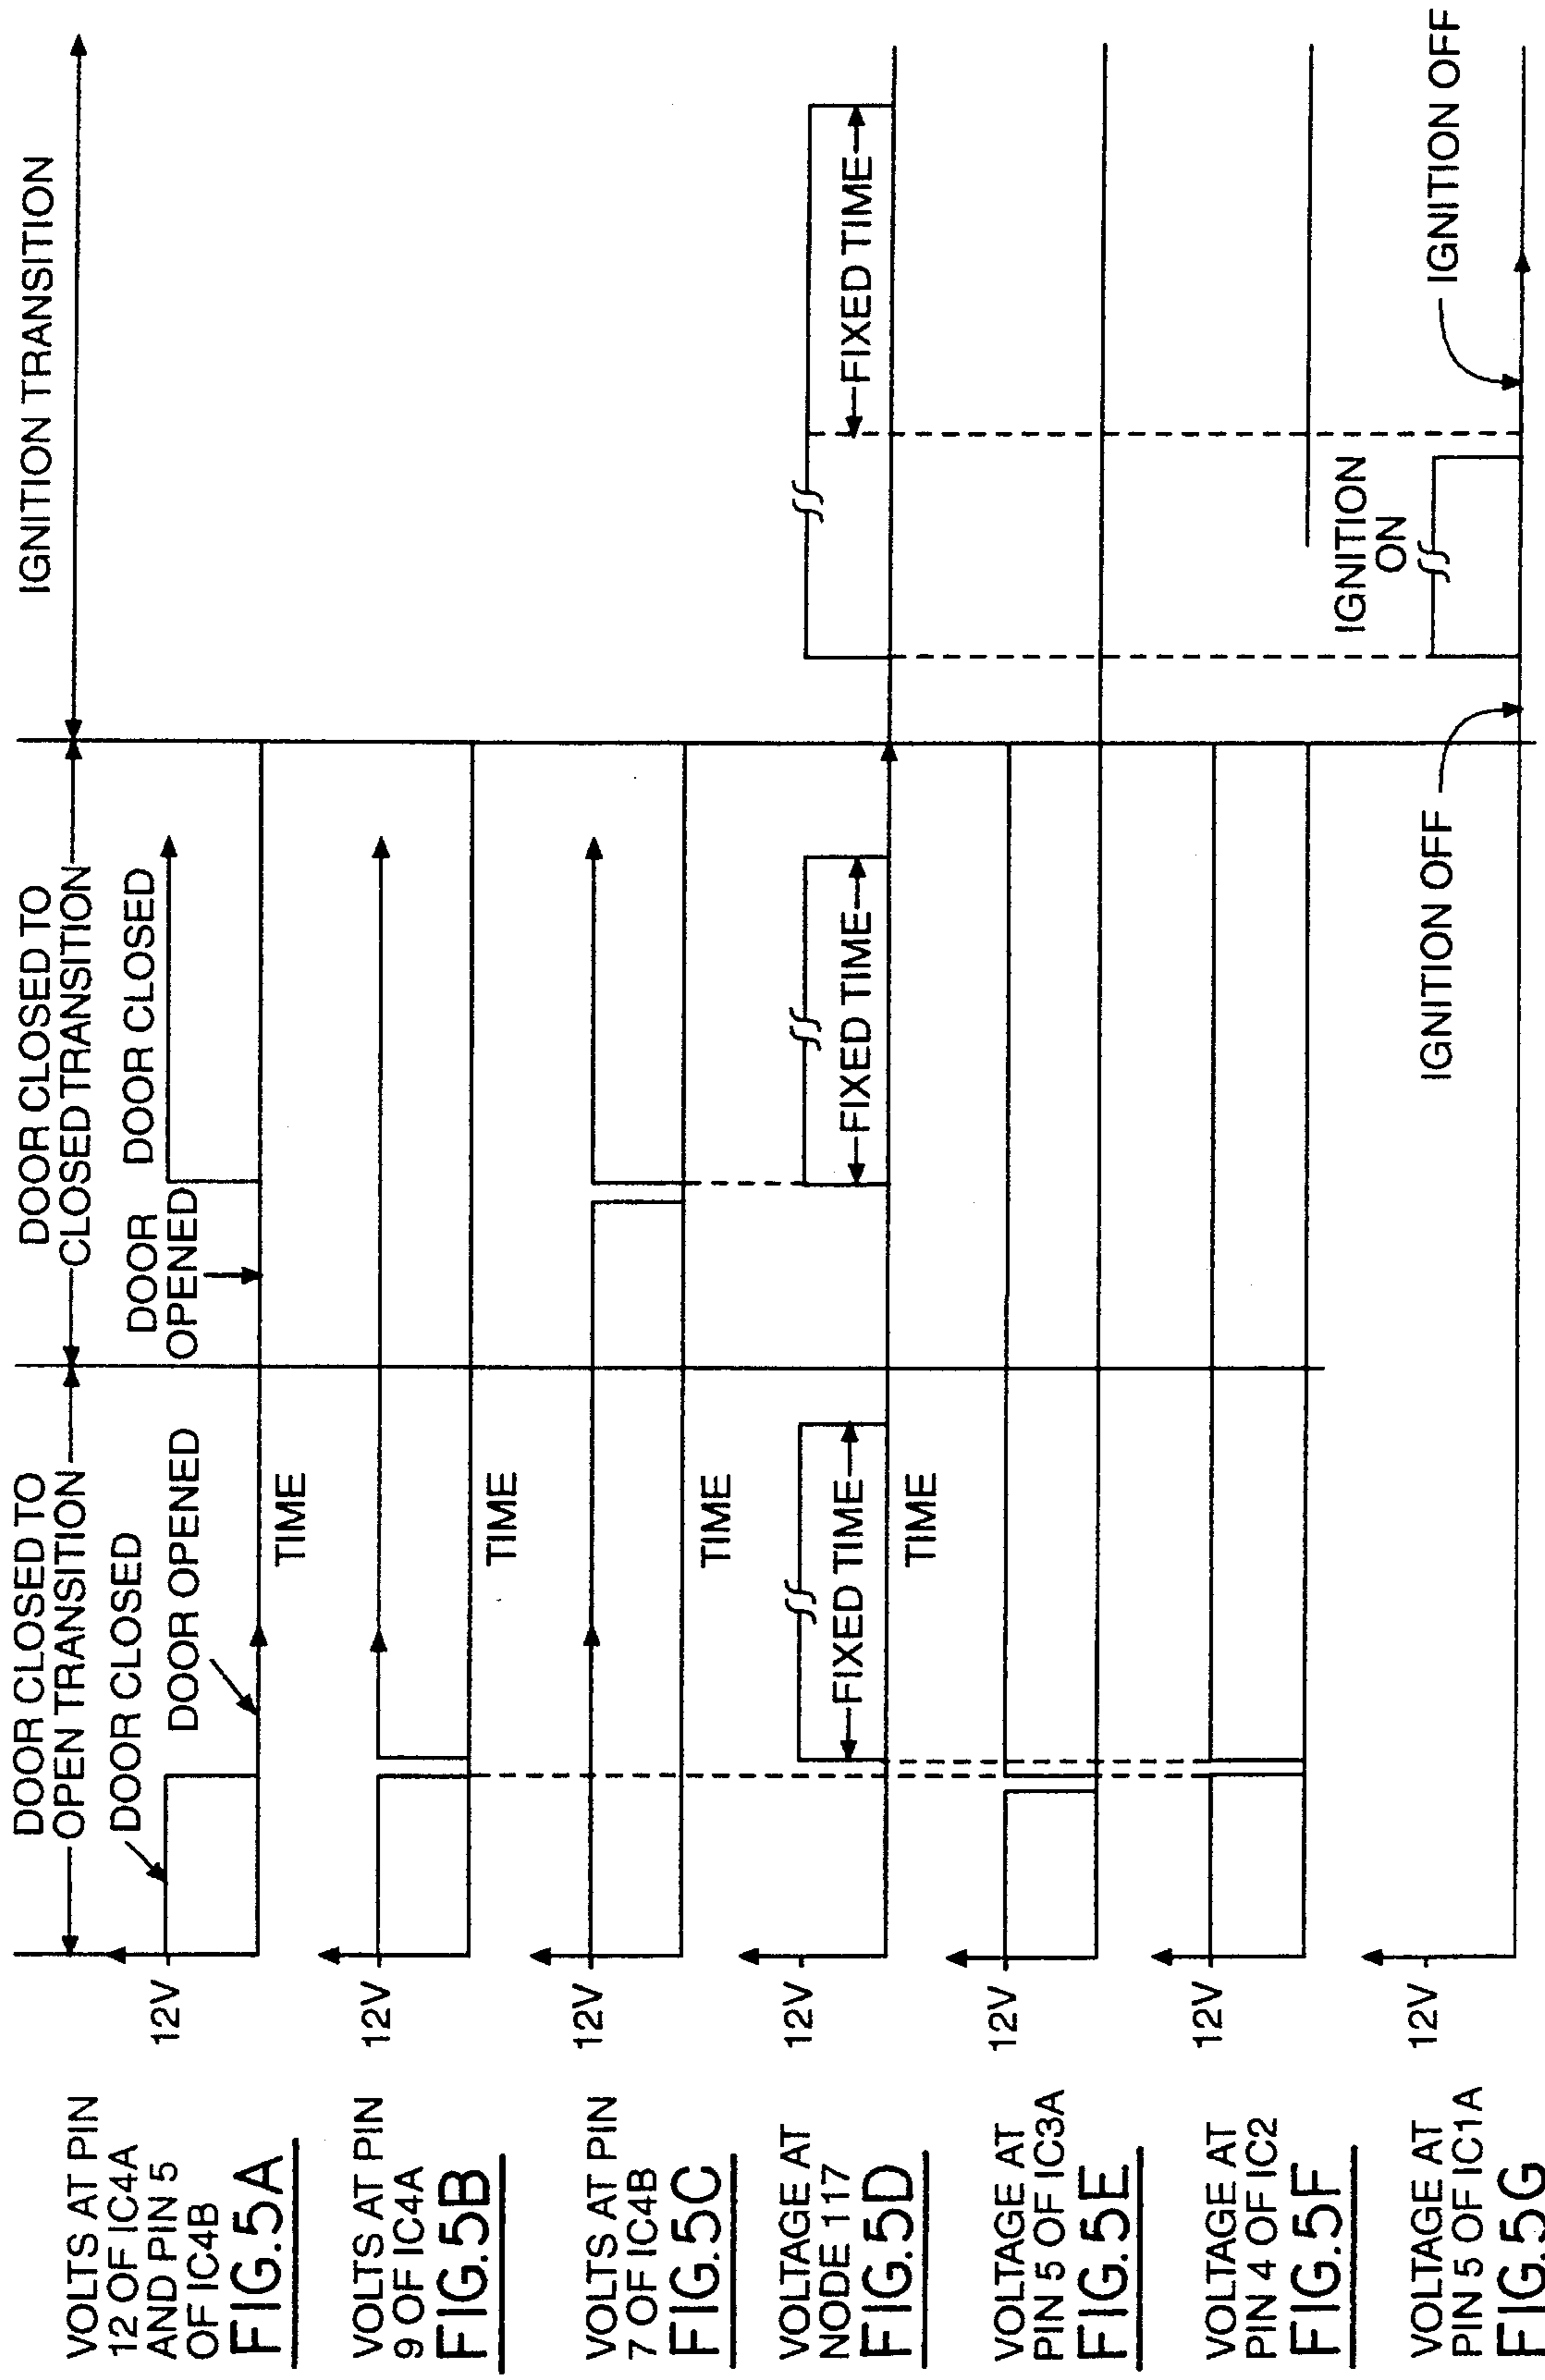 DOOR CLOSED TO
OPEN TRANSITION
DOOR CLOSED TO
CLOSED TRANSITION
IGNITION TRANSITION
VOLTS AT PIN
12 OF IC4A
AND PIN 5
OF IC4B
FIG.5A
12V
DOOR CLOSED
DOOR OPENED
TIME
DOOR
OPENED
DOOR CLOSED
VOLTS AT PIN
9 OF IC4A
FIG.5B
12V
TIME
VOLTS AT PIN
7 OF IC4B
FIG.5C
12V
TIME
VOLTAGE AT
NODE 117
FIG.5D
12V
FIXED TIME
TIME
FIXED TIME
FIXED TIME
VOLTAGE AT
PIN 5 OF IC3A
FIG.5E
12V
VOLTAGE AT
PIN 4 OF IC2
FIG.5F
12V
VOLTAGE AT
PIN 5 OF IC1A
FIG.5G
12V
IGNITION OFF
IGNITION
ON
IGNITION OFF